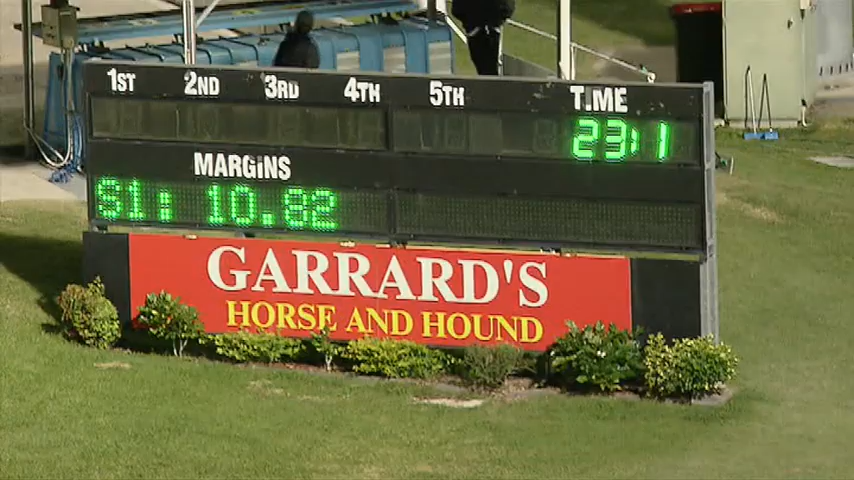 1ST 2ND 3RD 4TH 5TH TIME
23:1
MARGINS
S1: 10.82
GARRARD'S
HORSE AND HOUND